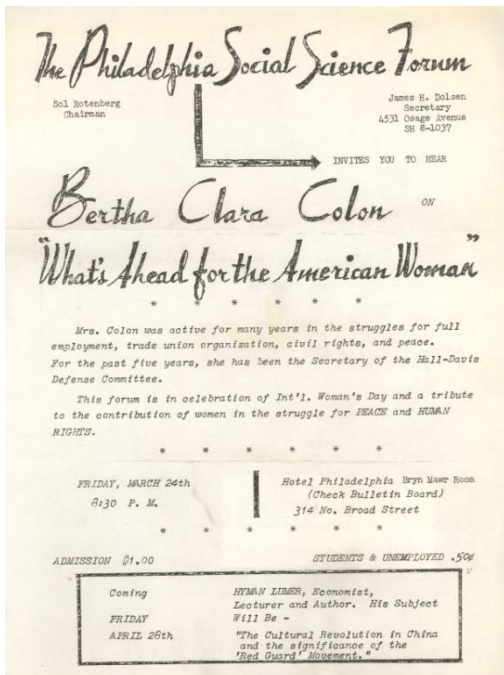 The Philadelphia Social Science Forum
Sol Rotenberg
Chairman
James H. Dolsen
Secretary
4531 Osage Avenue
SH 8-1037
INVITES YOU TO HEAR
Bertha Clara Colon ON
"What's Ahead for the American Woman"
* * * * * *
Mrs. Colon was active for many years in the struggles for full
employment, trade union organization, civil rights, and peace.
For the past five years, she has been the Secretary of the Hall-Davis
Defense Committee.
This forum is in celebration of Int'l. Woman's Day and a tribute
to the contribution of women in the struggle for PEACE and HUMAN
RIGHTS.
* * * * * *
FRIDAY, MARCH 24th
8:30 P. M.
Hotel Philadelphia Bryn Mawr Room
(Check Bulletin Board)
314 No. Broad Street
* * * * * *
ADMISSION $1.00 STUDENTS & UNEMPLOYED .50¢
Coming HYMAN LUMER, Economist,
Lecturer and Author. His Subject
FRIDAY Will Be -
APRIL 28th "The Cultural Revolution in China
and the significance of the
'Red Guard' Movement."